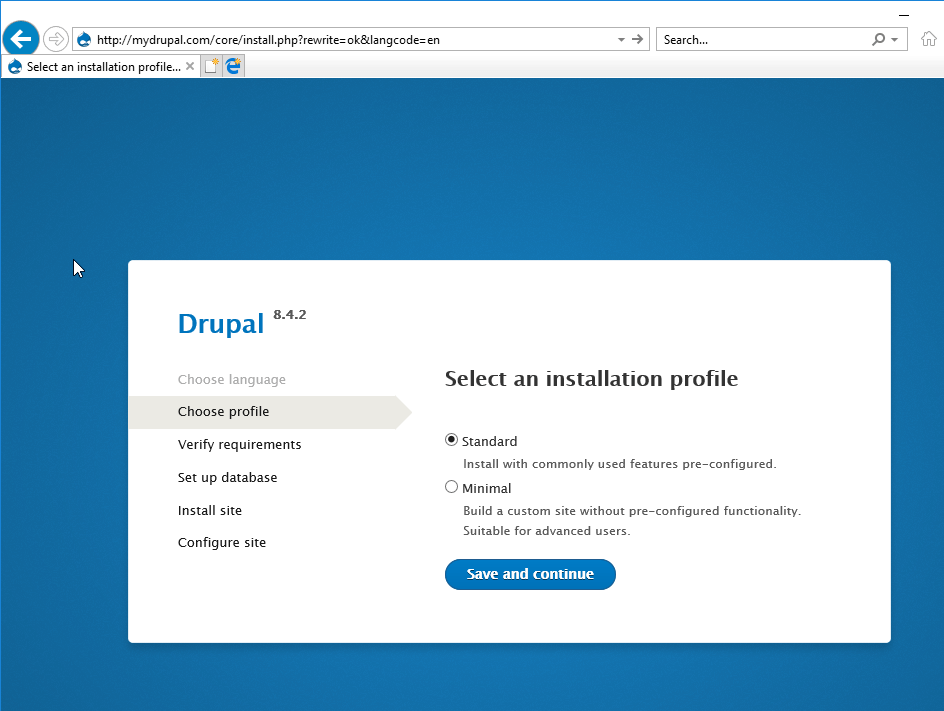 http://mydrupal.com/core/install.php?rewrite=ok&langcode=en
Search...
Select an installation profile...
Drupal 8.4.2
Choose language
Choose profile
Verify requirements
Set up database
Install site
Configure site
Select an installation profile
Standard
Install with commonly used features pre-configured.
Minimal
Build a custom site without pre-configured functionality.
Suitable for advanced users.
Save and continue